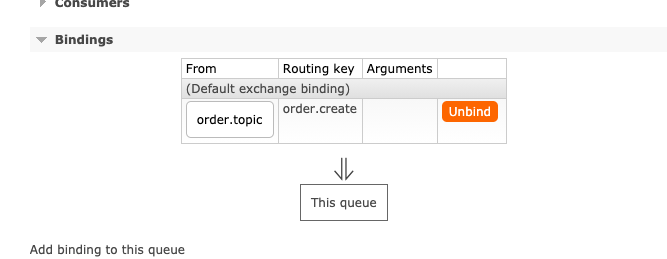 Consumers
Bindings
From Routing key Arguments
(Default exchange binding)
order.topic order.create Unbind
⇓
This queue
Add binding to this queue